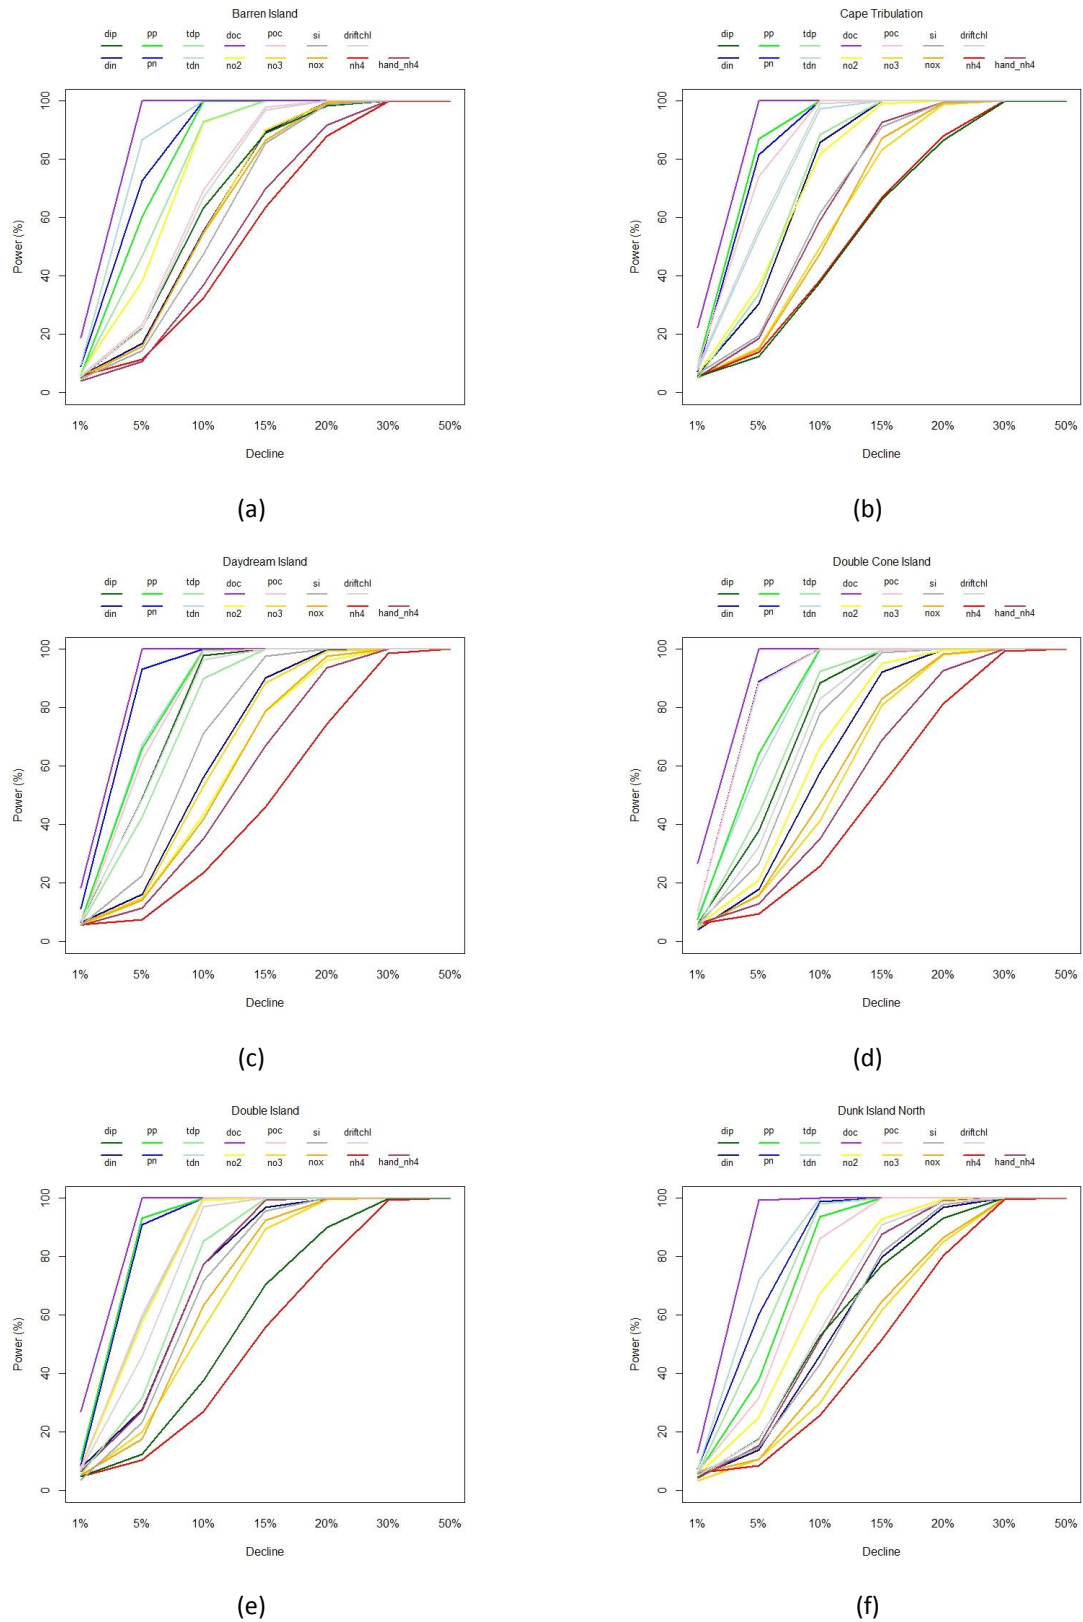 Barren Island
dip pp tdp doc poc si driftchl
din pn tdn no2 no3 nox nh4 hand_nh4
Power (%)
100
80
60
40
20
0
1% 5% 10% 15% 20% 30% 50%
Decline
(a)
Cape Tribulation
dip pp tdp doc poc si driftchl
din pn tdn no2 no3 nox nh4 hand_nh4
Power (%)
100
80
60
40
20
0
1% 5% 10% 15% 20% 30% 50%
Decline
(b)
Daydream Island
dip pp tdp doc poc si driftchl
din pn tdn no2 no3 nox nh4 hand_nh4
Power (%)
100
80
60
40
20
0
1% 5% 10% 15% 20% 30% 50%
Decline
(c)
Double Cone Island
dip pp tdp doc poc si driftchl
din pn tdn no2 no3 nox nh4 hand_nh4
Power (%)
100
80
60
40
20
0
1% 5% 10% 15% 20% 30% 50%
Decline
(d)
Double Island
dip pp tdp doc poc si driftchl
din pn tdn no2 no3 nox nh4 hand_nh4
Power (%)
100
80
60
40
20
0
1% 5% 10% 15% 20% 30% 50%
Decline
(e)
Dunk Island North
dip pp tdp doc poc si driftchl
din pn tdn no2 no3 nox nh4 hand_nh4
Power (%)
100
80
60
40
20
0
1% 5% 10% 15% 20% 30% 50%
Decline
(f)